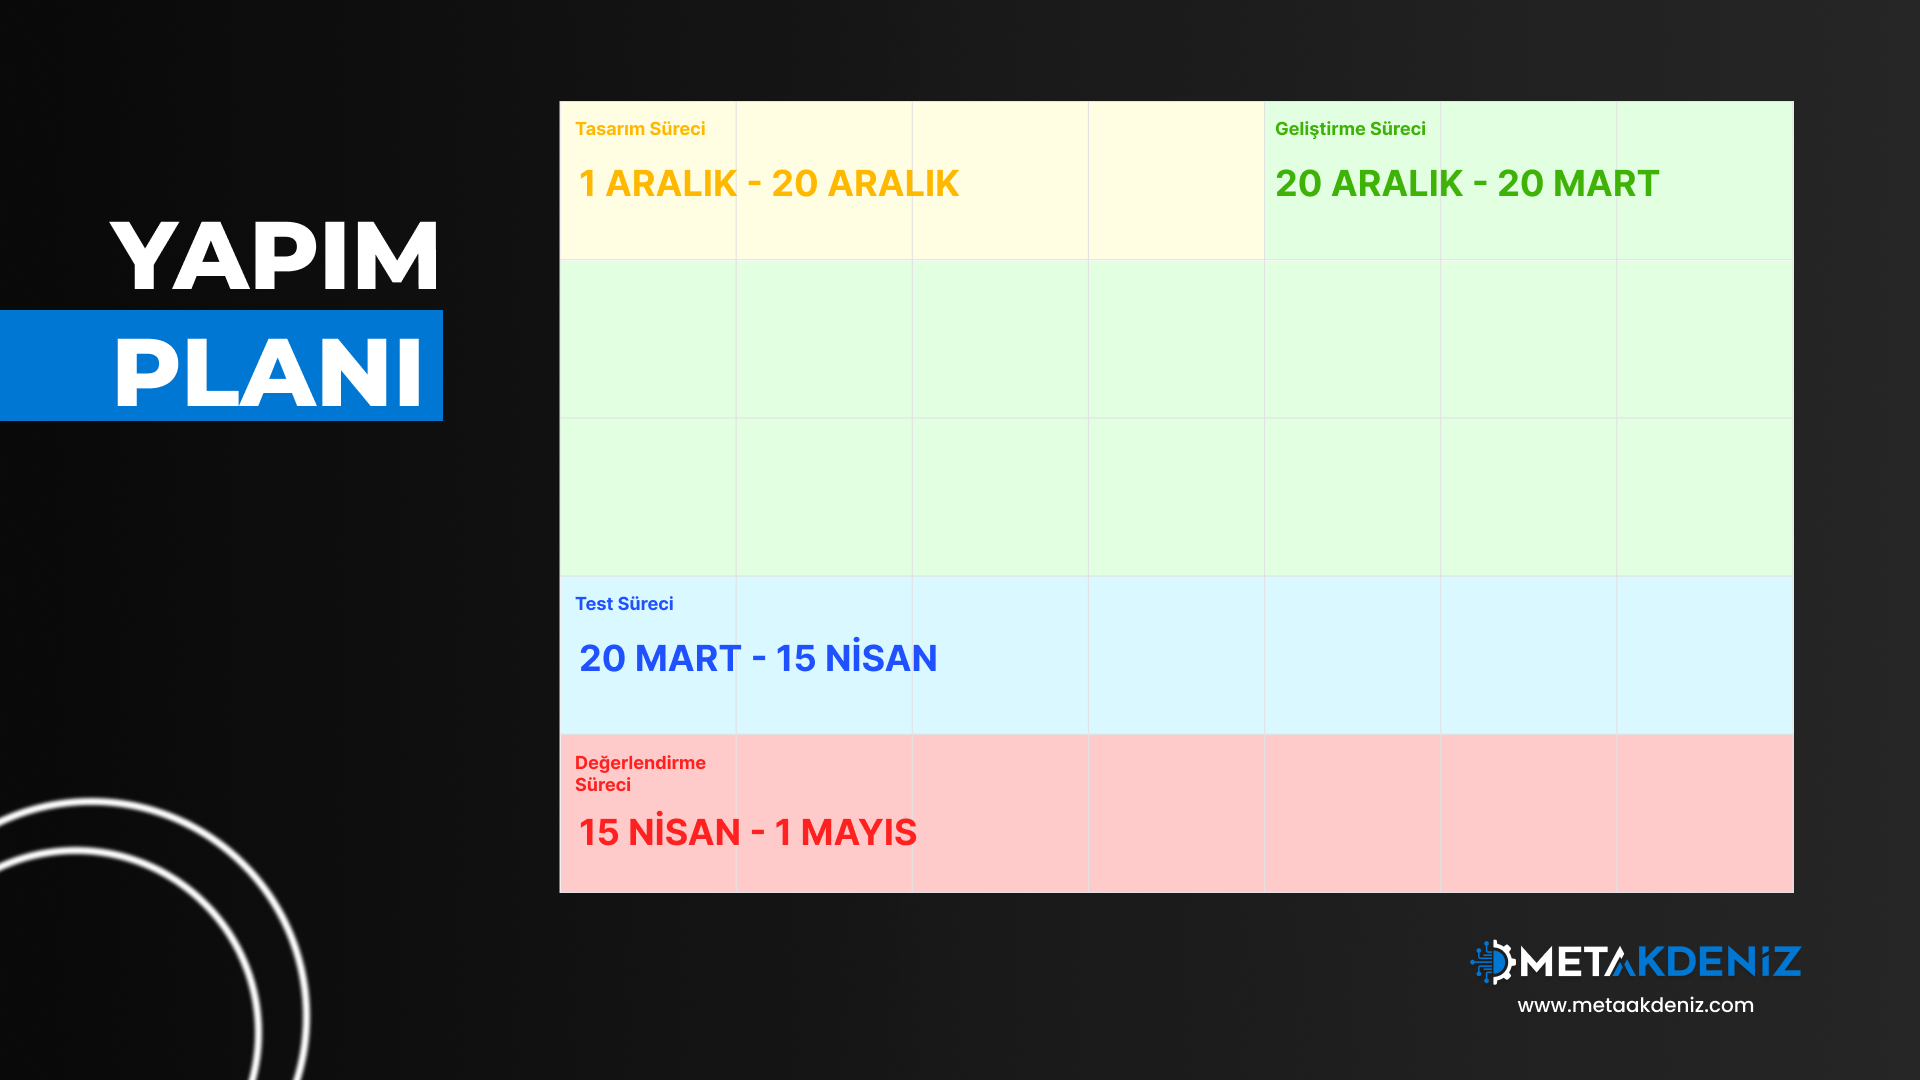 YAPIM
PLANI
Tasarım Süreci
1 ARALIK - 20 ARALIK
Geliştirme Süreci
20 ARALIK - 20 MART
Test Süreci
20 MART - 15 NİSAN
Değerlendirme
Süreci
15 NİSAN - 1 MAYIS
METAKDENİZ
www.metaakdeniz.com